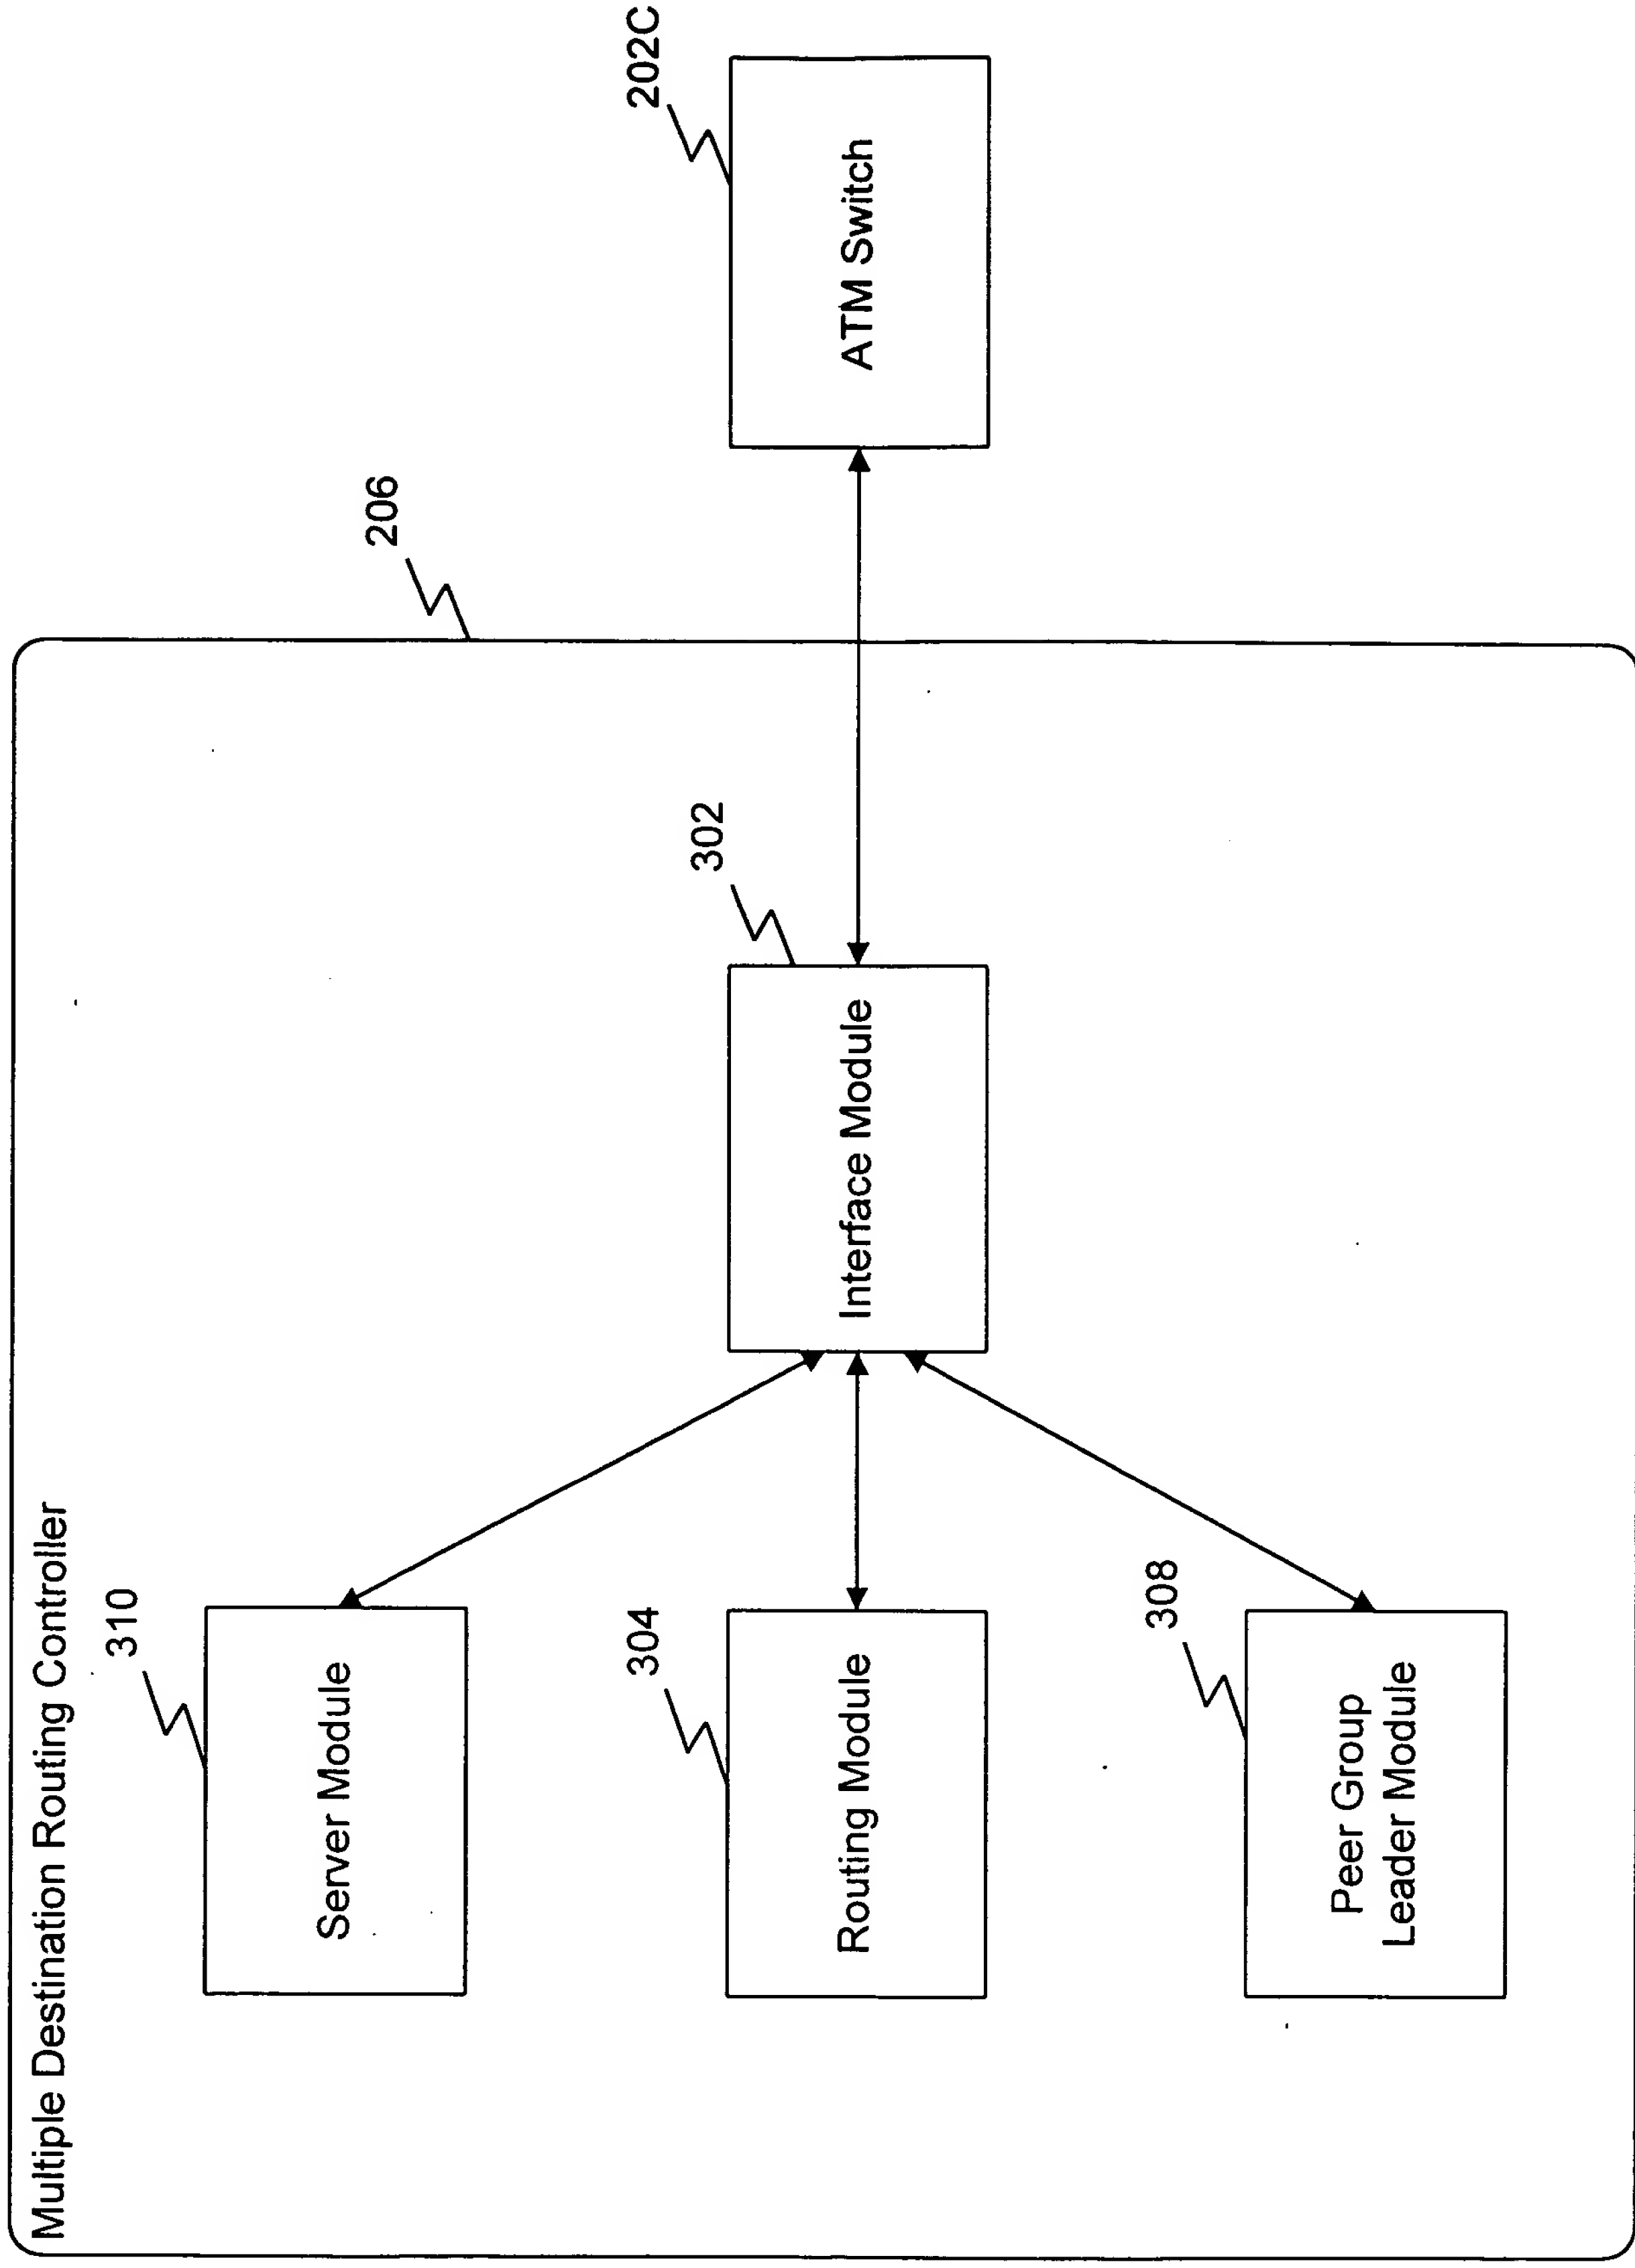 Multiple Destination Routing Controller
206
310
Server Module
304
Routing Module
308
Peer Group
Leader Module
302
Interface Module
202C
ATM Switch